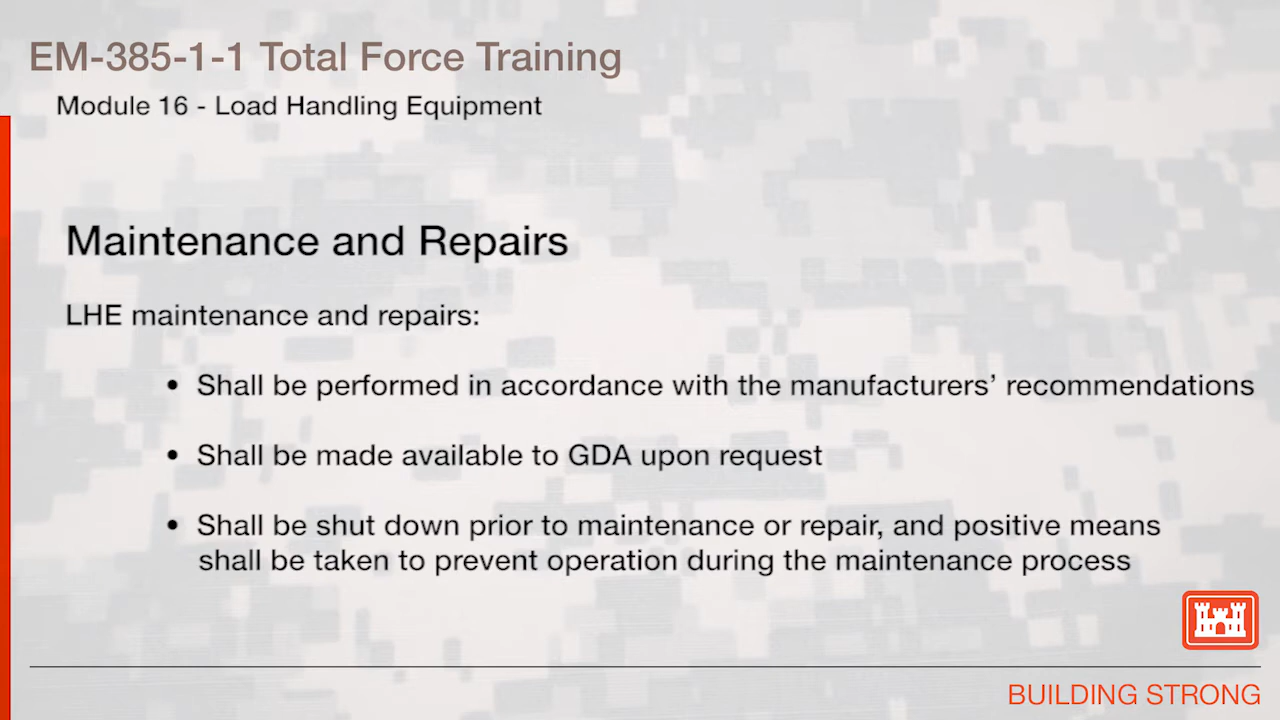 EM-385-1-1 Total Force Training
Module 16 - Load Handling Equipment
Maintenance and Repairs
LHE maintenance and repairs:
• Shall be performed in accordance with the manufacturers’ recommendations
• Shall be made available to GDA upon request
• Shall be shut down prior to maintenance or repair, and positive means
shall be taken to prevent operation during the maintenance process
BUILDING STRONG